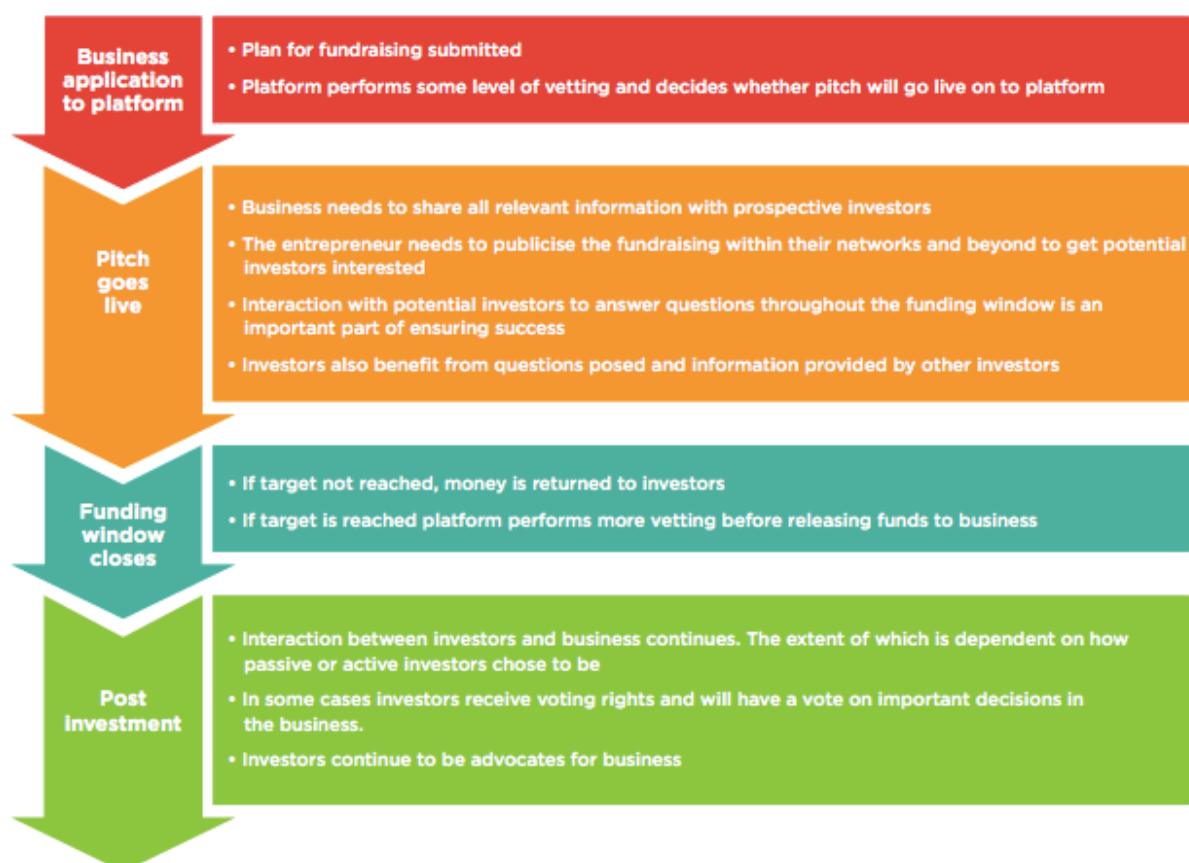 Business
application
to platform
• Plan for fundraising submitted
• Platform performs some level of vetting and decides whether pitch will go live on to platform
Pitch
goes
live
• Business needs to share all relevant information with prospective investors
• The entrepreneur needs to publicise the fundraising within their networks and beyond to get potential
investors interested
• Interaction with potential investors to answer questions throughout the funding window is an
important part of ensuring success
• Investors also benefit from questions posed and information provided by other investors
Funding
window
closes
• If target not reached, money is returned to investors
• If target is reached platform performs more vetting before releasing funds to business
Post
investment
• Interaction between investors and business continues. The extent of which is dependent on how
passive or active investors chose to be
• In some cases investors receive voting rights and will have a vote on important decisions in
the business.
• Investors continue to be advocates for business